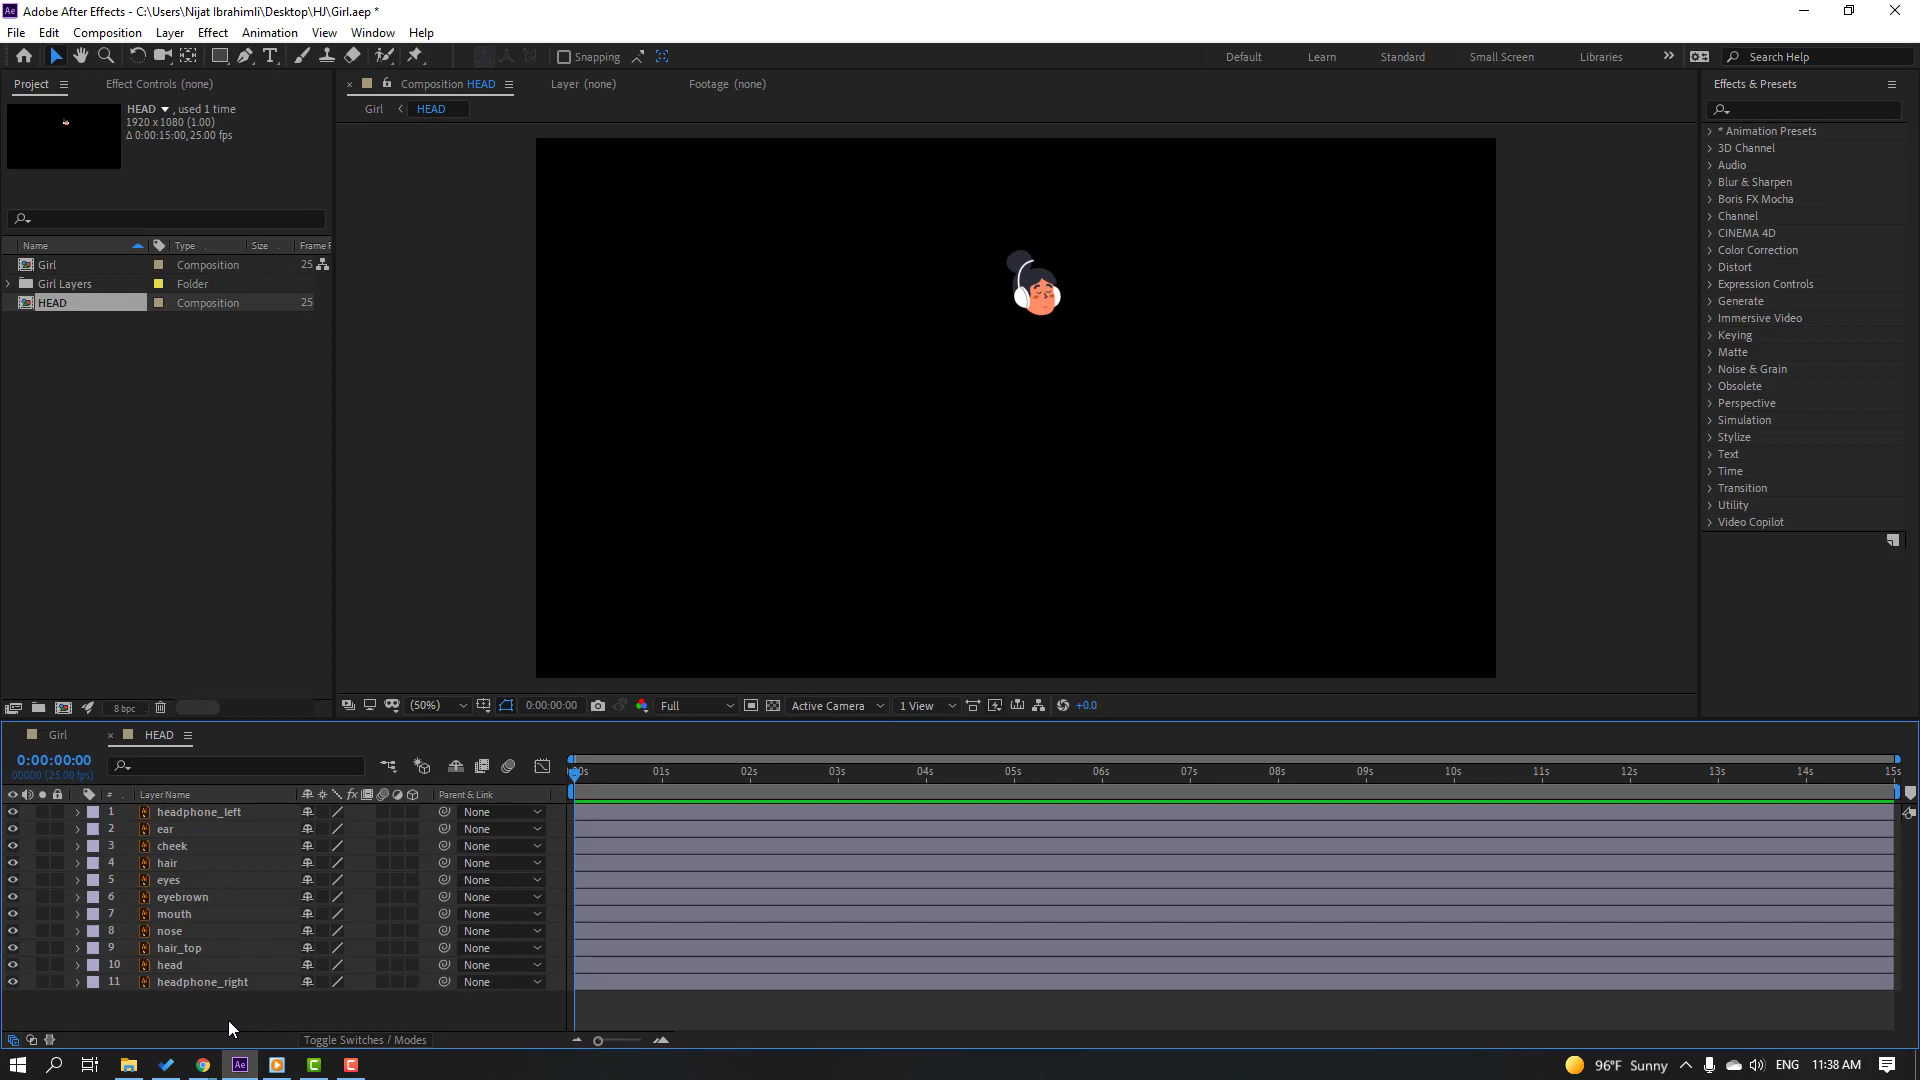 Ae Adobe After Effects - C:\Users\Nijat Ibrahimli\Desktop\HJ\Girl.aep *
File Edit Composition Layer Effect Animation View Window Help
Snapping Default Learn Standard Small Screen Libraries Search Help
Project Effect Controls (none) Composition HEAD Layer (none) Footage (none) Effects & Presets
Girl HEAD
HEAD , used 1 time
1920 x 1080 (1.00)
Δ 0:00:15:00, 25.00 fps
Name Type Size Frame R
Girl Composition 25
Girl Layers Folder
HEAD Composition 25
* Animation Presets
3D Channel
Audio
Blur & Sharpen
Boris FX Mocha
Channel
CINEMA 4D
Color Correction
Distort
Expression Controls
Generate
Immersive Video
Keying
Matte
Noise & Grain
Obsolete
Perspective
Simulation
Stylize
Text
Time
Transition
Utility
Video Copilot
8 bpc (50%) 0:00:00:00 Full Active Camera 1 View +0.0
Girl HEAD
0:00:00:00
00000 (25.00 fps)
00s 01s 02s 03s 04s 05s 06s 07s 08s 09s 10s 11s 12s 13s 14s 15s
# Layer Name Parent & Link
1 headphone_left None
2 ear None
3 cheek None
4 hair None
5 eyes None
6 eyebrown None
7 mouth None
8 nose None
9 hair_top None
10 head None
11 headphone_right None
Toggle Switches / Modes
Ae 96°F Sunny ENG 11:38 AM